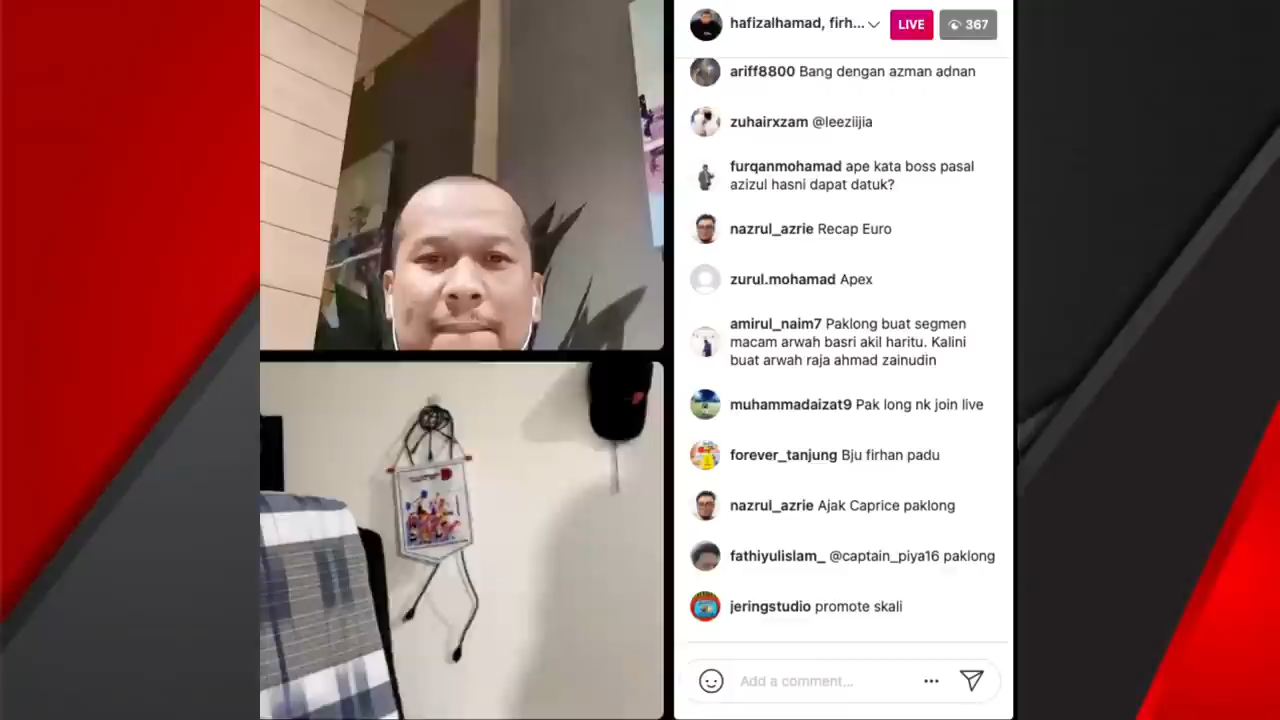 hafizalhamad, firh...
LIVE
367
ariff8800 Bang dengan azman adnan
zuhairxzam @leeziijia
furqanmohamad ape kata boss pasal
azizul hasni dapat datuk?
nazrul_azrie Recap Euro
zurul.mohamad Apex
amirul_naim7 Paklong buat segmen
macam arwah basri akil haritu. Kalini
buat arwah raja ahmad zainudin
muhammadaizat9 Pak long nk join live
forever_tanjung Bju firhan padu
nazrul_azrie Ajak Caprice paklong
fathiyulislam_ @captain_piya16 paklong
jeringstudio promote skali
Add a comment...